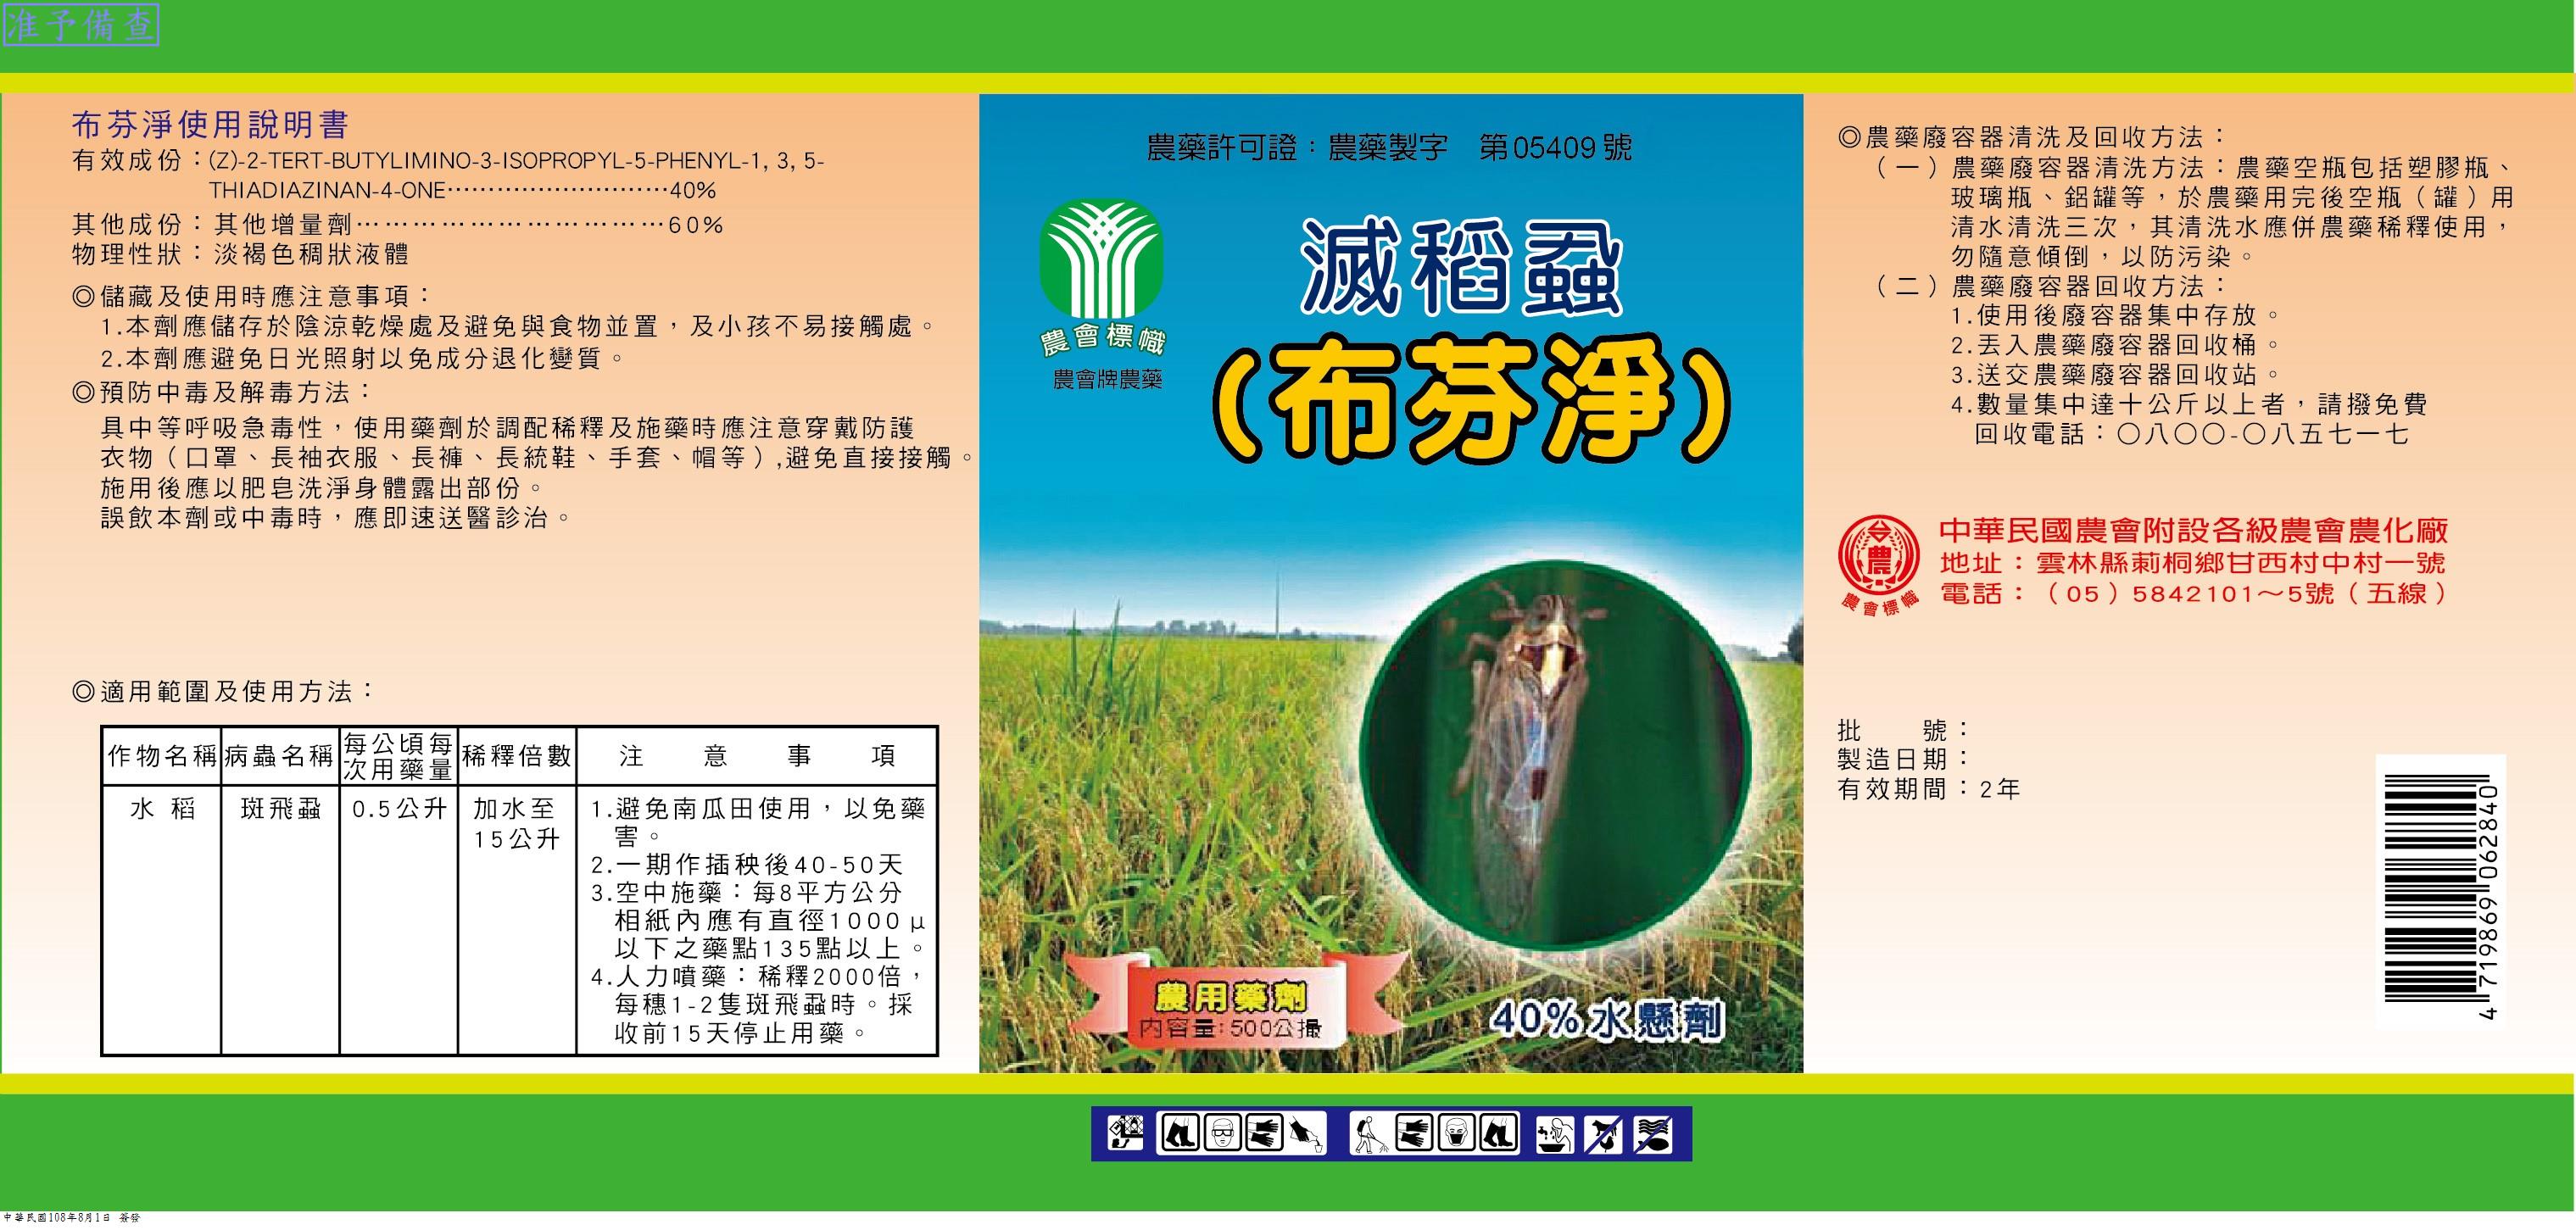 准予備查
布芬淨使用說明書
有效成份：(Z)-2-TERT-BUTYLIMINO-3-ISOPROPYL-5-PHENYL-1, 3, 5-
THIADIAZINAN-4-ONE…………………………40%
其他成份：其他增量劑……………………………60%
物理性狀：淡褐色稠狀液體
◎儲藏及使用時應注意事項：
1.本劑應儲存於陰涼乾燥處及避免與食物並置，及小孩不易接觸處。
2.本劑應避免日光照射以免成分退化變質。
◎預防中毒及解毒方法：
具中等呼吸急毒性，使用藥劑於調配稀釋及施藥時應注意穿戴防護
衣物（口罩、長袖衣服、長褲、長統鞋、手套、帽等）,避免直接接觸。
施用後應以肥皂洗淨身體露出部份。
誤飲本劑或中毒時，應即速送醫診治。
◎適用範圍及使用方法：
作物名稱 病蟲名稱 每公頃每次用藥量 稀釋倍數 注意事項
水稻 斑飛蝨 0.5公升 加水至15公升
1.避免南瓜田使用，以免藥
害。
2.一期作插秧後40-50天
3.空中施藥：每8平方公分
相紙內應有直徑1000μ
以下之藥點135點以上。
4.人力噴藥：稀釋2000倍，
每穗1-2隻斑飛蝨時。採
收前15天停止用藥。
農藥許可證：農藥製字　第05409號
農會標幟
農會牌農藥
滅稻蝨
(布芬淨)
農用藥劑
內容量:500公撮
40%水懸劑
◎農藥廢容器清洗及回收方法：
（一）農藥廢容器清洗方法：農藥空瓶包括塑膠瓶、
玻璃瓶、鋁罐等，於農藥用完後空瓶（罐）用
清水清洗三次，其清洗水應併農藥稀釋使用，
勿隨意傾倒，以防污染。
（二）農藥廢容器回收方法：
1.使用後廢容器集中存放。
2.丟入農藥廢容器回收桶。
3.送交農藥廢容器回收站。
4.數量集中達十公斤以上者，請撥免費
回收電話：〇八〇〇-〇八五七一七
農
農會標幟
中華民國農會附設各級農會農化廠
地址：雲林縣莿桐鄉甘西村中村一號
電話：（05）5842101～5號（五線）
批　　號：
製造日期：
有效期間：2年
4 719869 062840
中華民國108年8月1日 簽發